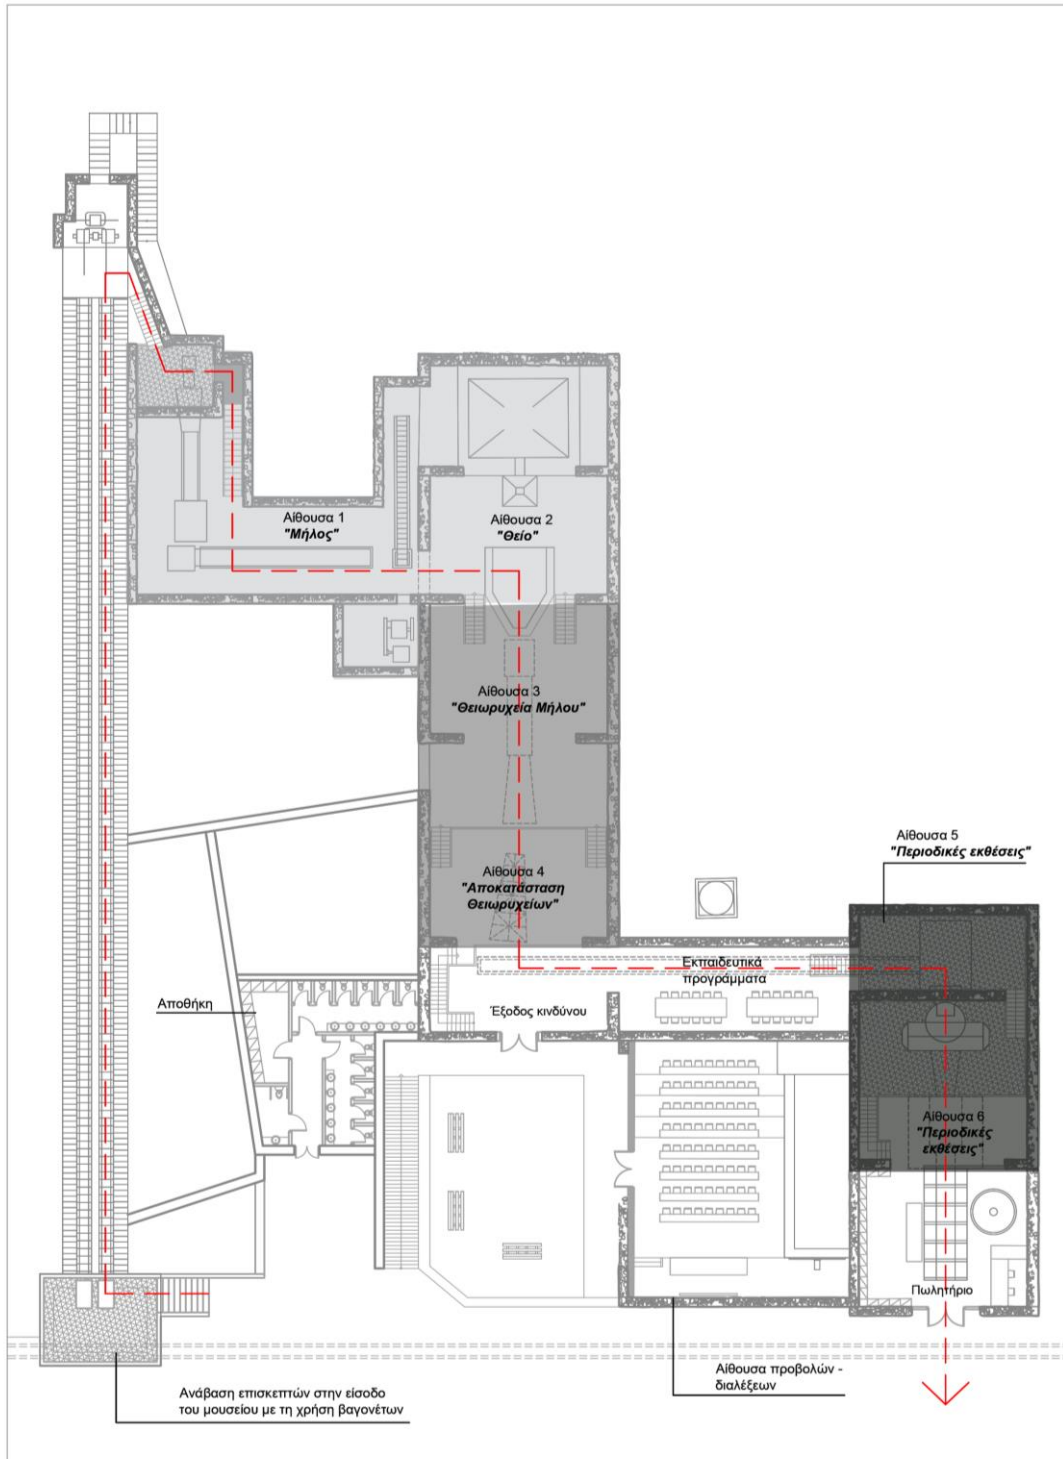 Αίθουσα 1
"Μήλος"
Αίθουσα 2
"Θείο"
Αίθουσα 3
"Θειωρυχεία Μήλου"
Αίθουσα 5
"Περιοδικές εκθέσεις"
Αίθουσα 4
"Αποκατάσταση
Θειωρυχείων"
Εκπαιδευτικά
προγράμματα
Αποθήκη
Έξοδος κινδύνου
Αίθουσα 6
"Περιοδικές
εκθέσεις"
Πωλητήριο
Αίθουσα προβολών -
διαλέξεων
Ανάβαση επισκεπτών στην είσοδο
του μουσείου με τη χρήση βαγονέτων